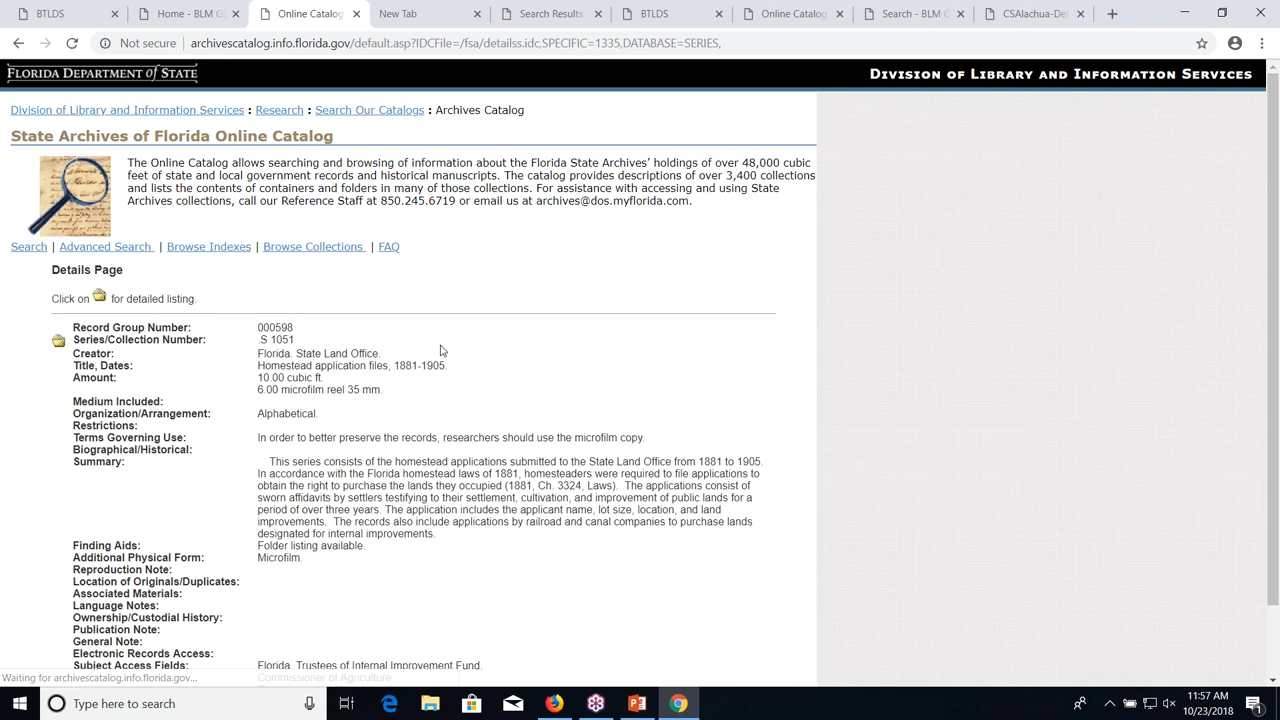 BTLDS
Home - BLM G
Online Catalog
New Tab
Search Results
BTLDS
Online Catalog
Search - BLM G
CSAlachua-Det
Not secure archivescatalog.info.florida.gov/default.asp?IDCFile=/fsa/detailss.idc,SPECIFIC=1335,DATABASE=SERIES,
FLORIDA DEPARTMENT of STATE
DIVISION OF LIBRARY AND INFORMATION SERVICES
Division of Library and Information Services : Research : Search Our Catalogs : Archives Catalog
State Archives of Florida Online Catalog
The Online Catalog allows searching and browsing of information about the Florida State Archives’ holdings of over 48,000 cubic
feet of state and local government records and historical manuscripts. The catalog provides descriptions of over 3,400 collections
and lists the contents of containers and folders in many of those collections. For assistance with accessing and using State
Archives collections, call our Reference Staff at 850.245.6719 or email us at archives@dos.myflorida.com.
Search | Advanced Search | Browse Indexes | Browse Collections | FAQ
Details Page
Click on for detailed listing.
Record Group Number: 000598
Series/Collection Number: .S 1051
Creator: Florida. State Land Office.
Title, Dates: Homestead application files, 1881-1905.
Amount: 10.00 cubic ft.
6.00 microfilm reel 35 mm.
Medium Included:
Organization/Arrangement: Alphabetical.
Restrictions:
Terms Governing Use: In order to better preserve the records, researchers should use the microfilm copy.
Biographical/Historical:
Summary: This series consists of the homestead applications submitted to the State Land Office from 1881 to 1905.
In accordance with the Florida homestead laws of 1881, homesteaders were required to file applications to
obtain the right to purchase the lands they occupied (1881, Ch. 3324, Laws). The applications consist of
sworn affidavits by settlers testifying to their settlement, cultivation, and improvement of public lands for a
period of over three years. The application includes the applicant name, lot size, location, and land
improvements. The records also include applications by railroad and canal companies to purchase lands
designated for internal improvements.
Finding Aids: Folder listing available.
Additional Physical Form: Microfilm.
Reproduction Note:
Location of Originals/Duplicates:
Associated Materials:
Language Notes:
Ownership/Custodial History:
Publication Note:
General Note:
Electronic Records Access:
Subject Access Fields: Florida. Trustees of Internal Improvement Fund.
Waiting for archivescatalog.info.florida.gov... Commissioner of Agriculture
Type here to search
11:57 AM
10/23/2018
1